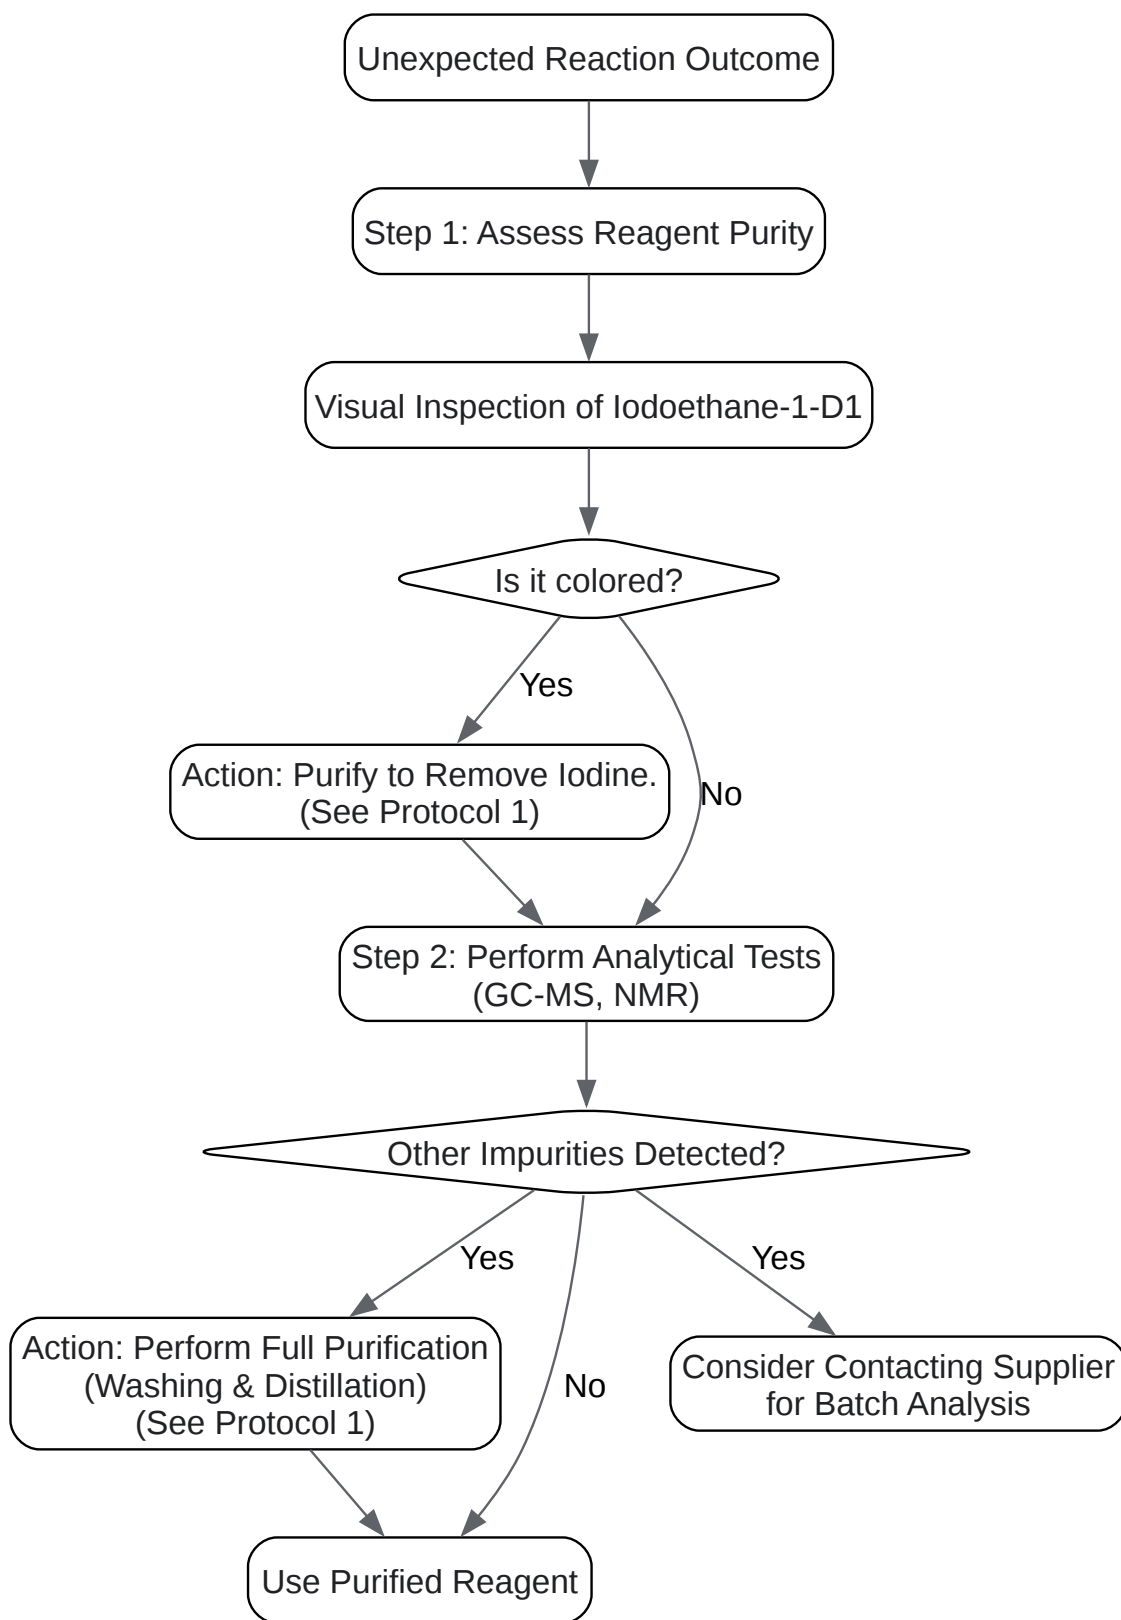 Unexpected Reaction Outcome
Step 1: Assess Reagent Purity
Visual Inspection of Iodoethane-1-D1
Is it colored?
Yes
Action: Purify to Remove Iodine.
(See Protocol 1)
No
Step 2: Perform Analytical Tests
(GC-MS, NMR)
Other Impurities Detected?
Yes
Yes
Action: Perform Full Purification
(Washing & Distillation)
(See Protocol 1)
No
Consider Contacting Supplier
for Batch Analysis
Use Purified Reagent